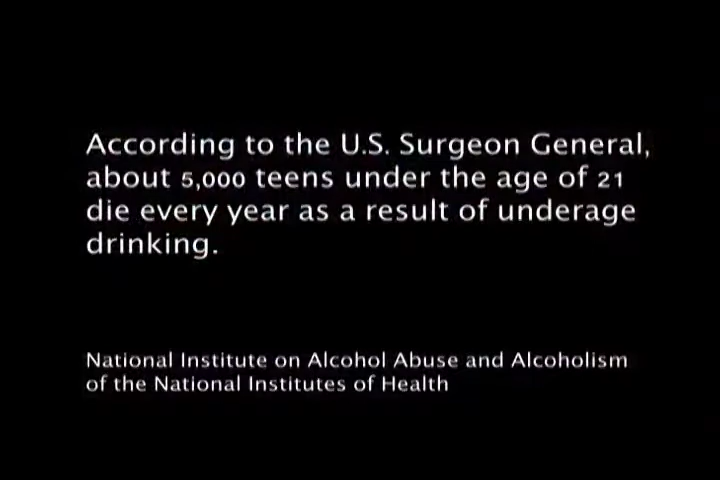 According to the U.S. Surgeon General,
about 5,000 teens under the age of 21
die every year as a result of underage
drinking.
National Institute on Alcohol Abuse and Alcoholism
of the National Institutes of Health